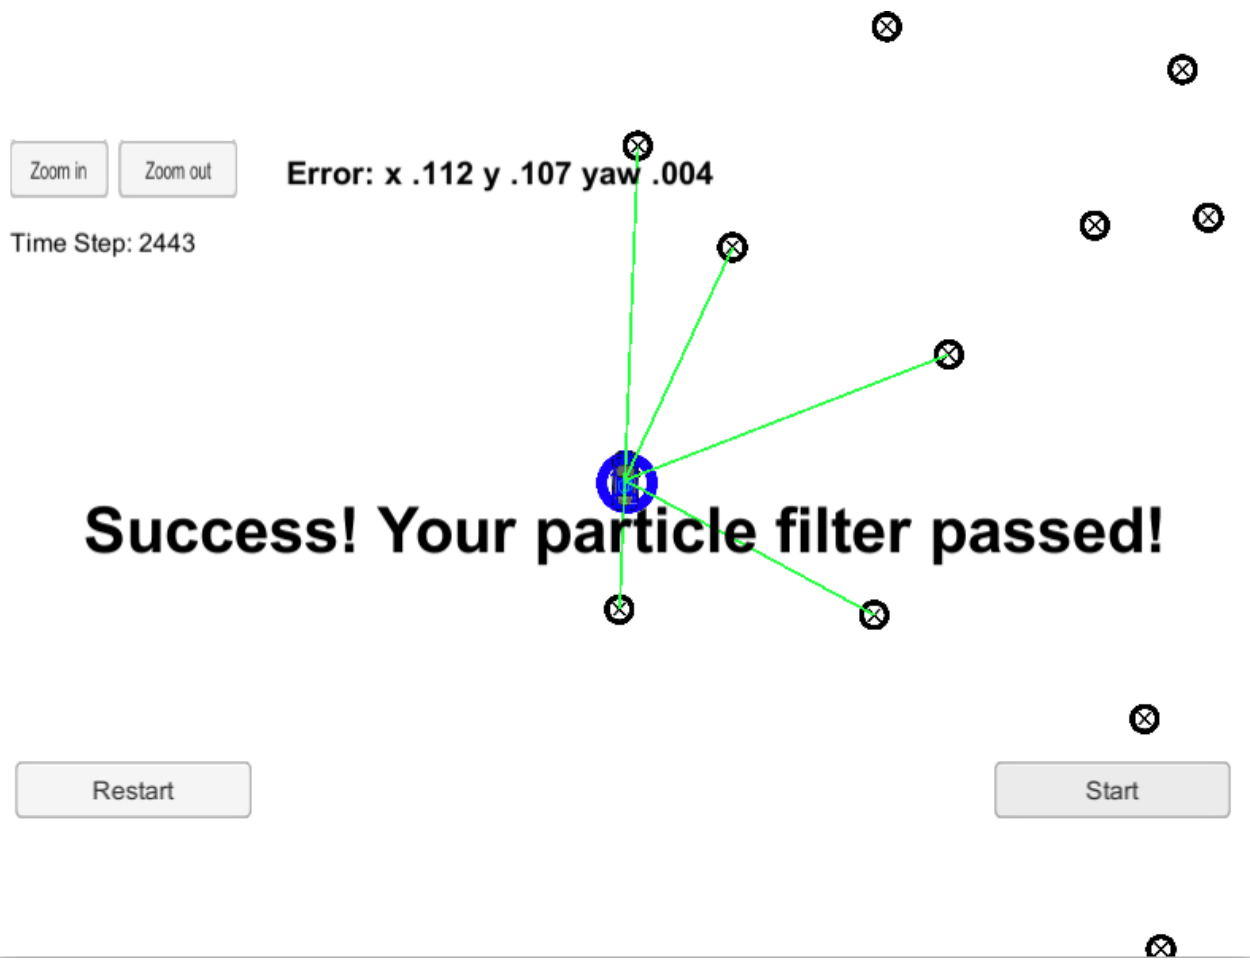 Zoom in
Zoom out
Error: x .112 y .107 yaw .004
Time Step: 2443
Success! Your particle filter passed!
Restart
Start